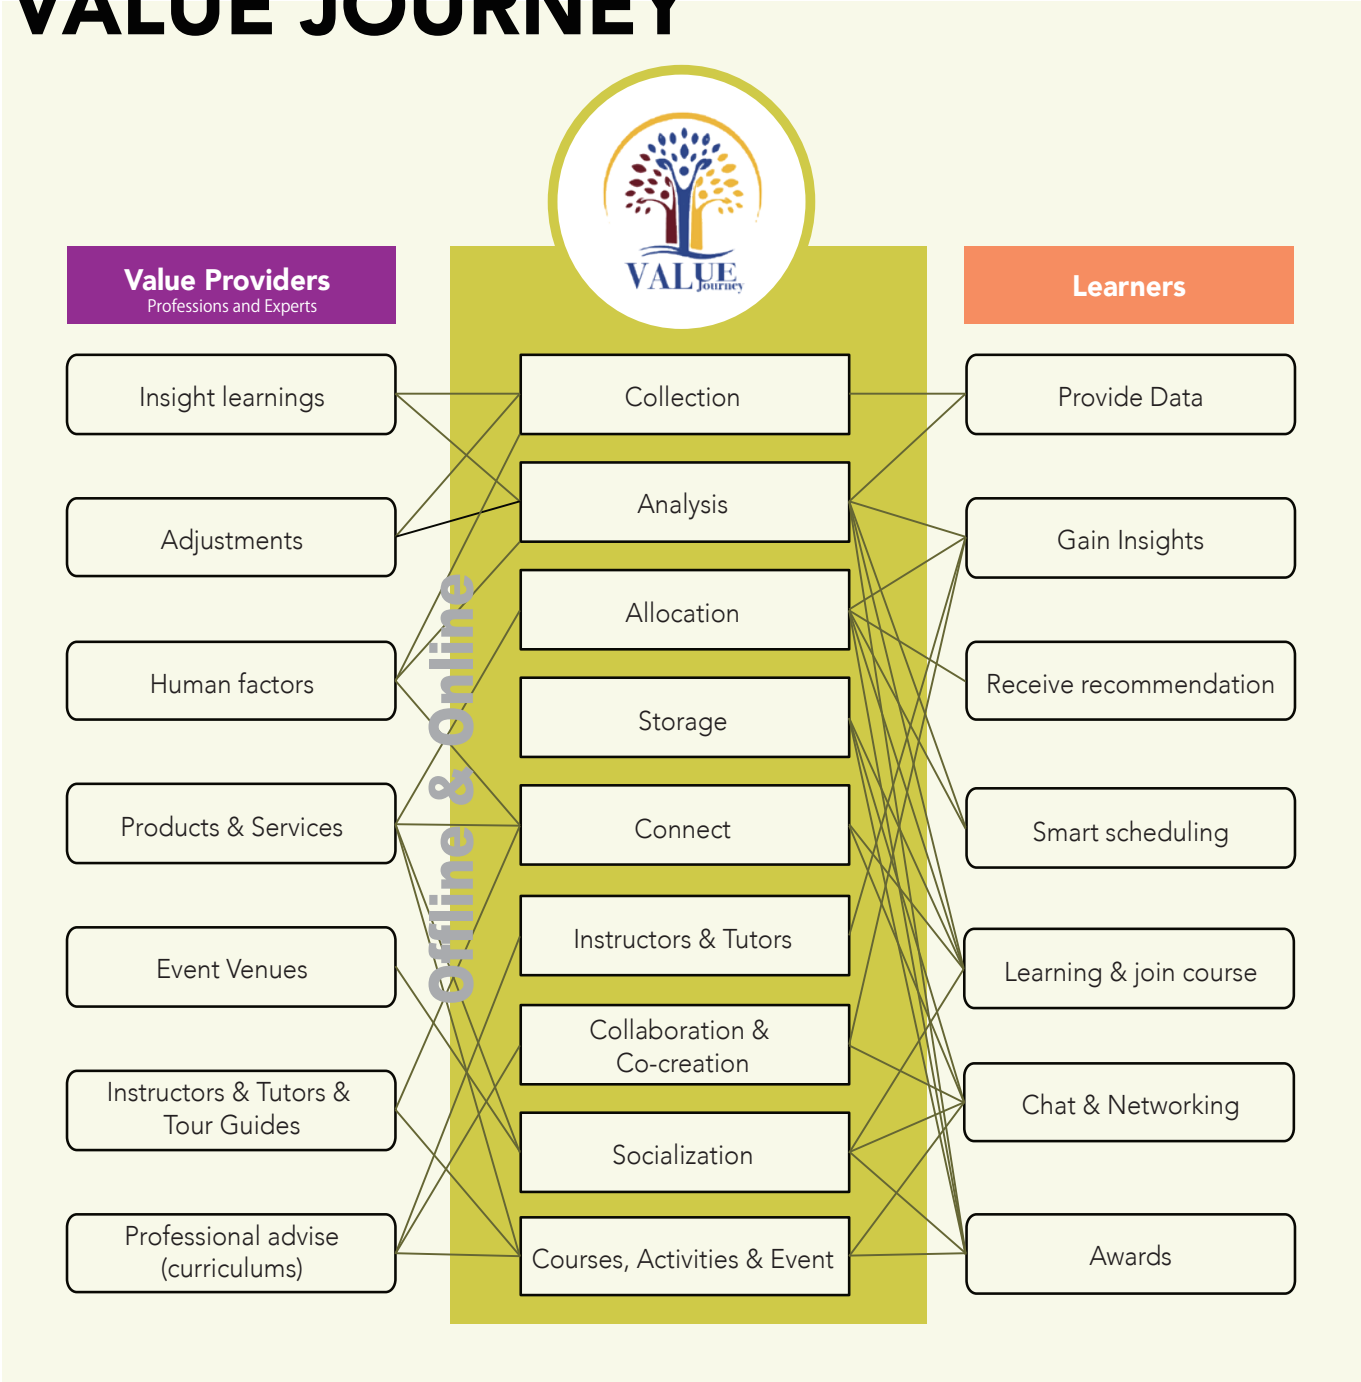 VALUE JOURNEY
VALUE
Journey
Value Providers
Professions and Experts
Learners
Insight learnings
Adjustments
Human factors
Products & Services
Event Venues
Instructors & Tutors &
Tour Guides
Professional advise
(curriculums)
Offline & Online
Collection
Analysis
Allocation
Storage
Connect
Instructors & Tutors
Collaboration &
Co-creation
Socialization
Courses, Activities & Event
Provide Data
Gain Insights
Receive recommendation
Smart scheduling
Learning & join course
Chat & Networking
Awards